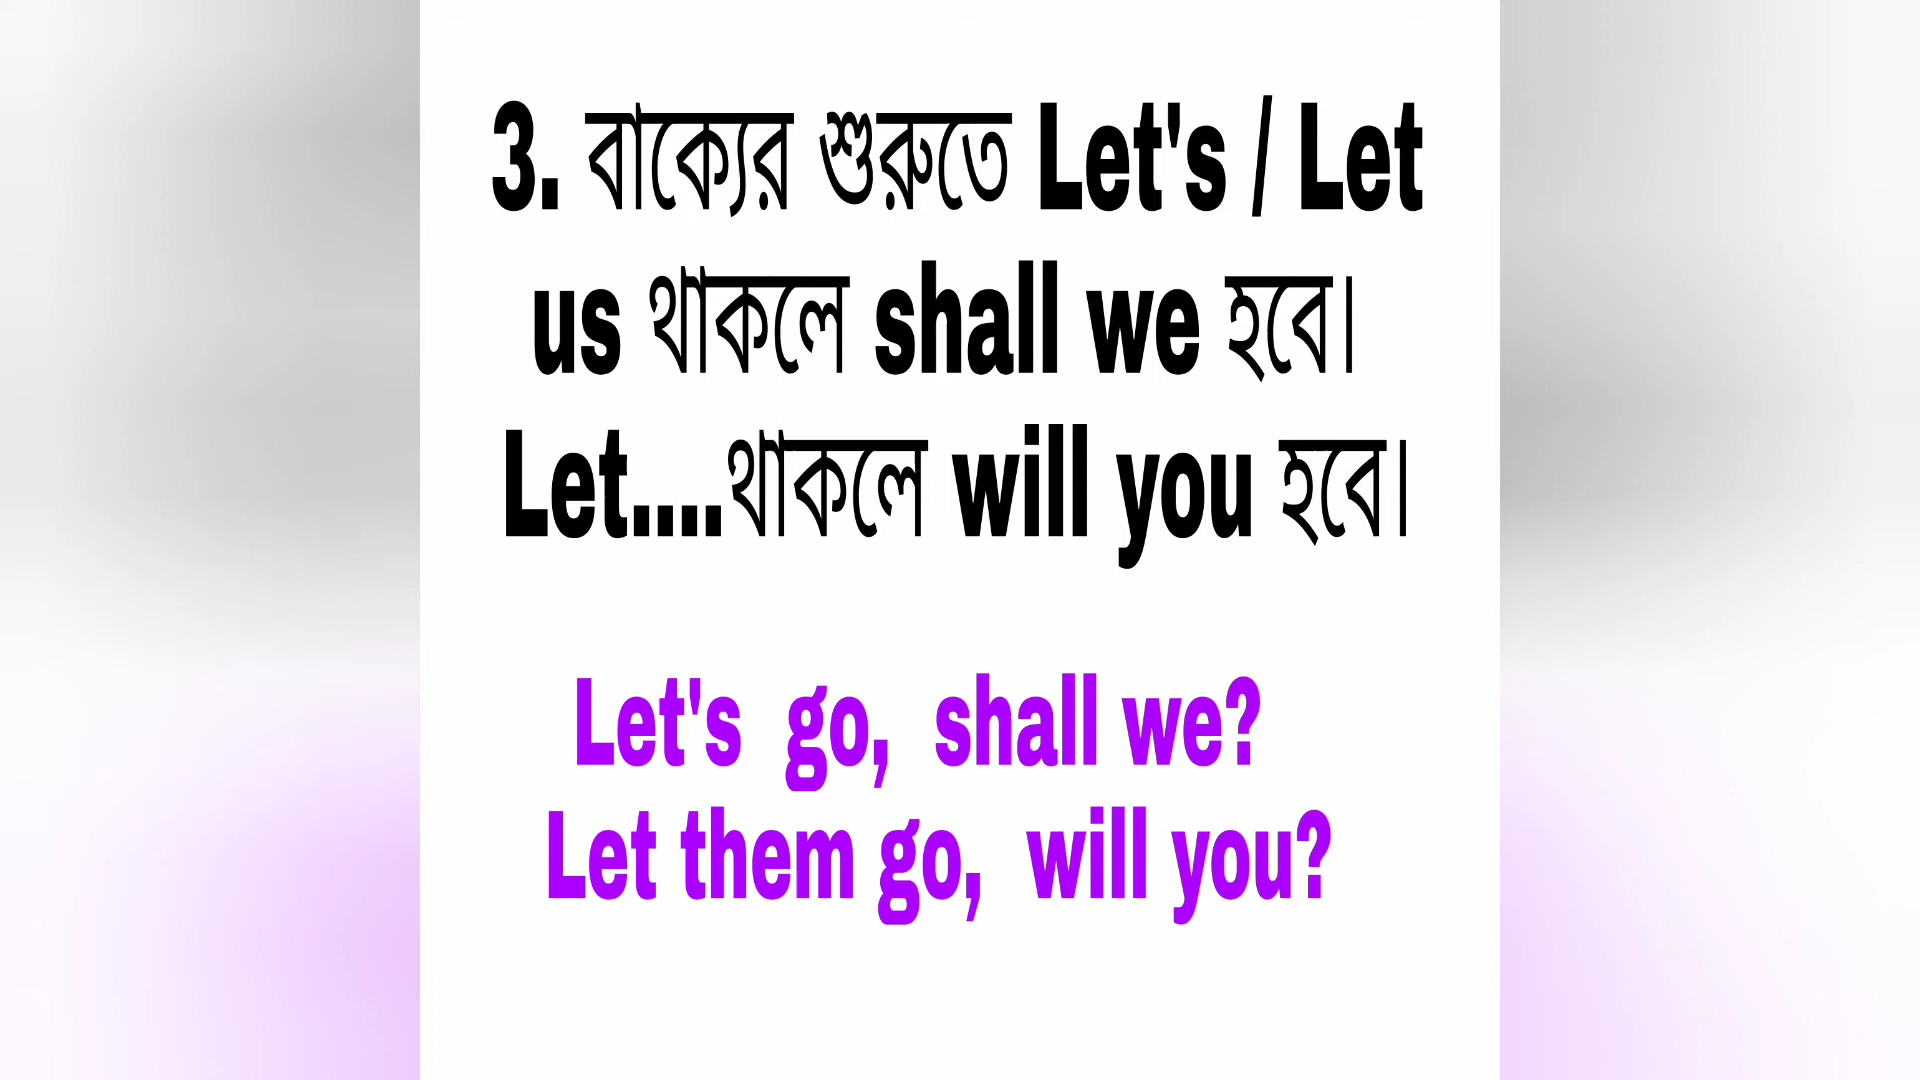 3. বাক্যের শুরুতে Let's / Let
us থাকলে shall we হবে।
Let....থাকলে will you হবে।
Let's go, shall we?
Let them go, will you?